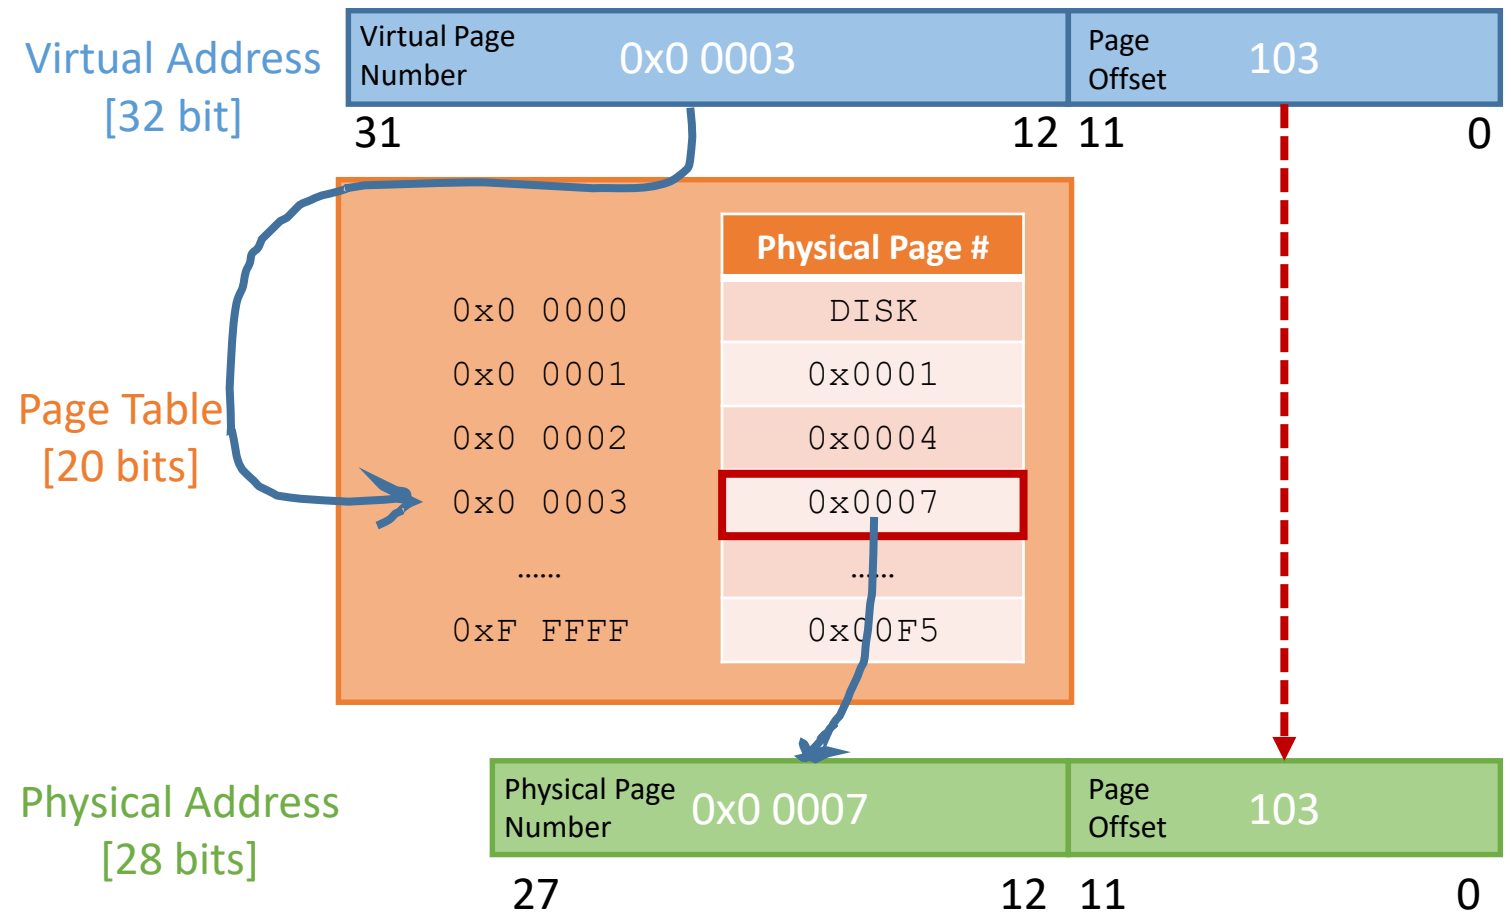 Virtual Address
[32 bit]
Virtual Page
Number
0x0 0003
Page
Offset
103
31
12
11
0
Page Table
[20 bits]
Physical Page #
0x0 0000 DISK
0x0 0001 0x0001
0x0 0002 0x0004
0x0 0003 0x0007
...... ......
0xF FFFF 0x00F5
Physical Address
[28 bits]
Physical Page
Number
0x0 0007
Page
Offset
103
27
12
11
0